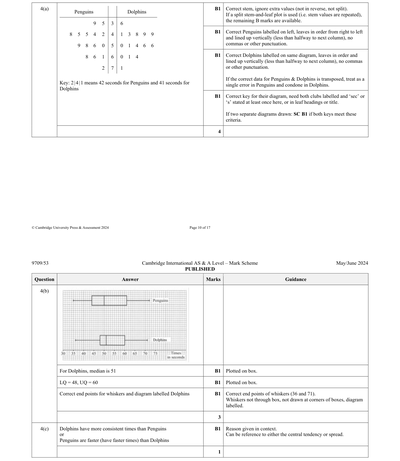 4(a)
Penguins Dolphins
9 5 3 6
8 5 5 4 2 4 1 3 8 9 9
9 8 6 0 5 0 1 4 6 6
8 6 1 6 0 1 4
2 7 1
Key: 2|4|1 means 42 seconds for Penguins and 41 seconds for
Dolphins
B1 Correct stem, ignore extra values (not in reverse, not split).
If a split stem-and-leaf plot is used (i.e. stem values are repeated),
the remaining B marks are available.
B1 Correct Penguins labelled on left, leaves in order from right to left
and lined up vertically (less than halfway to next column), no
commas or other punctuation.
B1 Correct Dolphins labelled on same diagram, leaves in order and
lined up vertically (less than halfway to next column), no commas
or other punctuation.
If the correct data for Penguins & Dolphins is transposed, treat as a
single error in Penguins and condone in Dolphins.
B1 Correct key for their diagram, need both clubs labelled and ‘sec’ or
‘s’ stated at least once here, or in leaf headings or title.
If two separate diagrams drawn: SC B1 if both keys meet these
criteria.
4
© Cambridge University Press & Assessment 2024
Page 10 of 17
9709/53 Cambridge International AS & A Level – Mark Scheme May/June 2024
PUBLISHED
Question Answer Marks Guidance
4(b)
Penguins
Dolphins
30 35 40 45 50 55 60 65 70 75 Times
in seconds
For Dolphins, median is 51 B1 Plotted on box.
LQ = 48, UQ = 60 B1 Plotted on box.
Correct end points for whiskers and diagram labelled Dolphins B1 Correct end points of whiskers (36 and 71).
Whiskers not through box, not drawn at corners of boxes, diagram
labelled.
3
4(c) Dolphins have more consistent times than Penguins B1 Reason given in context.
or Can be reference to either the central tendency or spread.
Penguins are faster (have faster times) than Dolphins
1